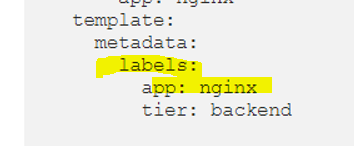 app: nginx
template:
metadata:
labels:
app: nginx
tier: backend